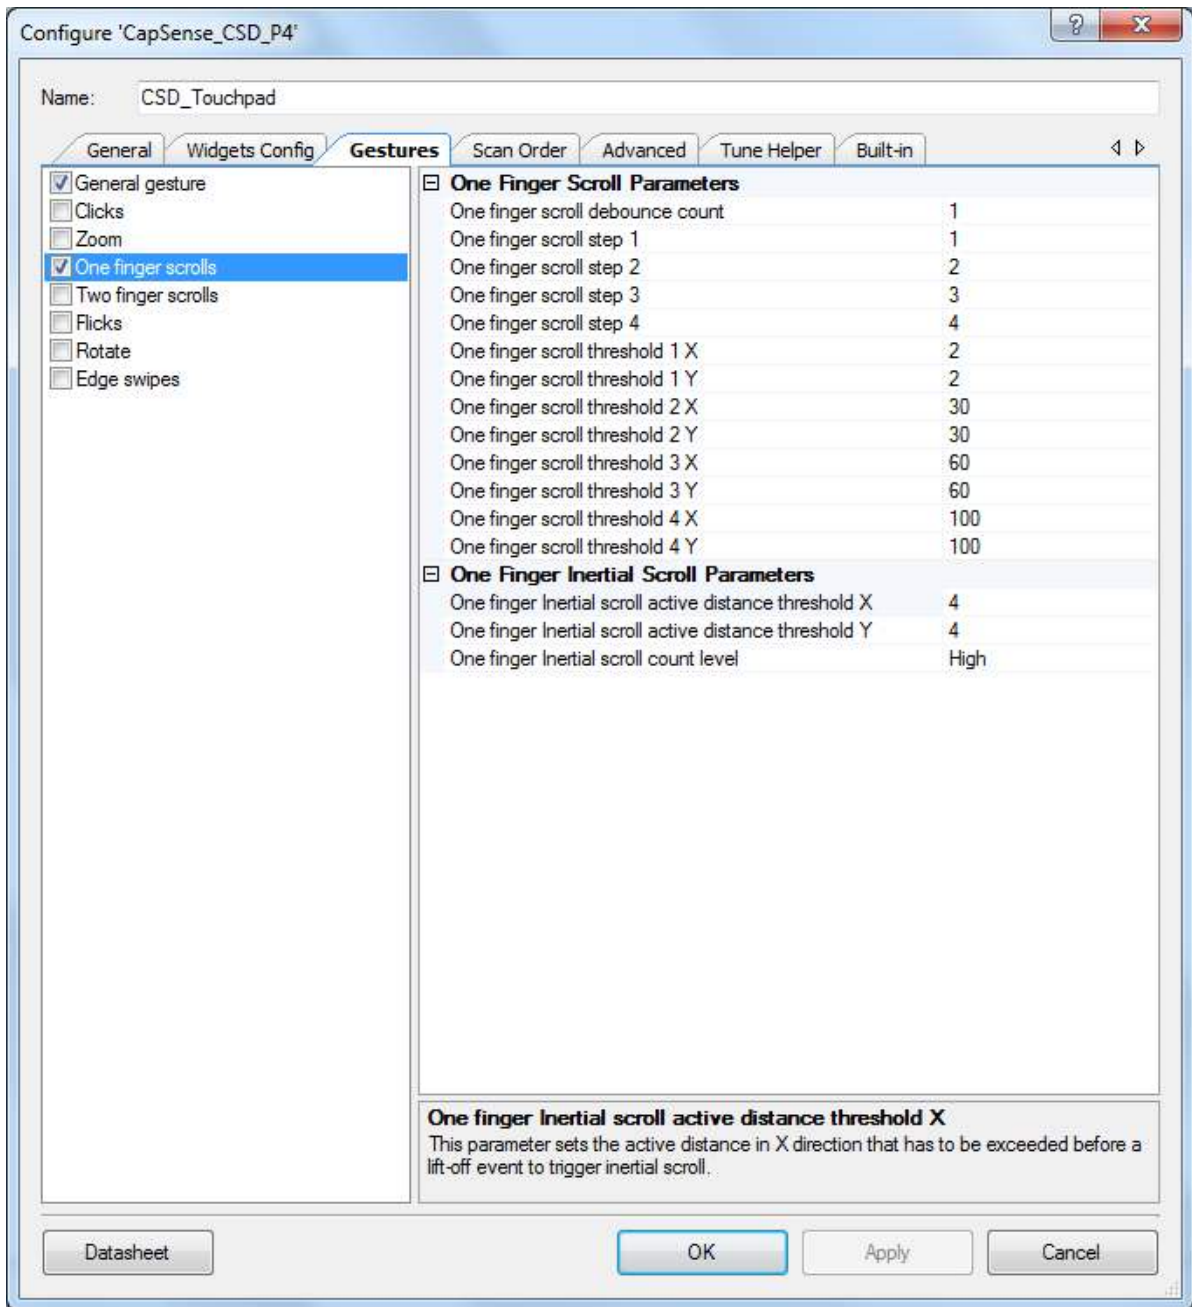 Configure 'CapSense_CSD_P4'
Name: CSD_Touchpad
General Widgets Config Gestures Scan Order Advanced Tune Helper Built-in
General gesture
Clicks
Zoom
One finger scrolls
Two finger scrolls
Flicks
Rotate
Edge swipes
One Finger Scroll Parameters
One finger scroll debounce count 1
One finger scroll step 1 1
One finger scroll step 2 2
One finger scroll step 3 3
One finger scroll step 4 4
One finger scroll threshold 1 X 2
One finger scroll threshold 1 Y 2
One finger scroll threshold 2 X 30
One finger scroll threshold 2 Y 30
One finger scroll threshold 3 X 60
One finger scroll threshold 3 Y 60
One finger scroll threshold 4 X 100
One finger scroll threshold 4 Y 100
One Finger Inertial Scroll Parameters
One finger Inertial scroll active distance threshold X 4
One finger Inertial scroll active distance threshold Y 4
One finger Inertial scroll count level High
One finger Inertial scroll active distance threshold X
This parameter sets the active distance in X direction that has to be exceeded before a
lift-off event to trigger inertial scroll.
Datasheet OK Apply Cancel